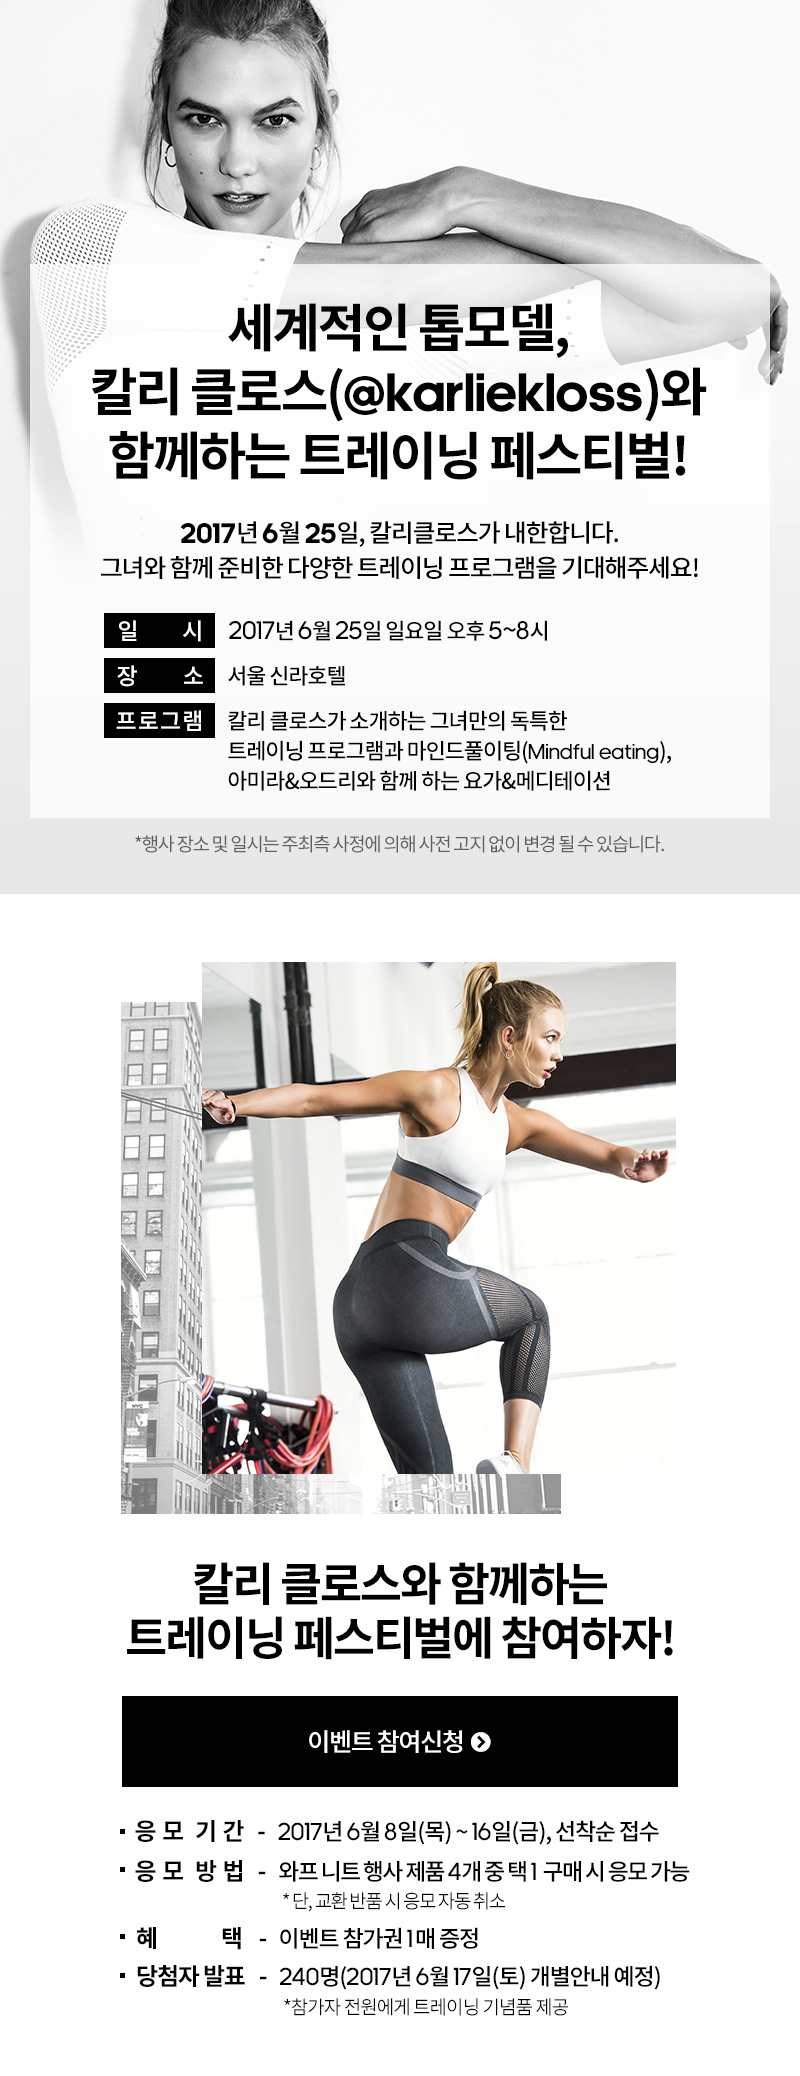 세계적인 톱모델,
칼리 클로스(@karliekloss)와
함께하는 트레이닝 페스티벌!
2017년 6월 25일, 칼리클로스가 내한합니다.
그녀와 함께 준비한 다양한 트레이닝 프로그램을 기대해주세요!
일 시 2017년 6월 25일 일요일 오후 5~8시
장 소 서울 신라호텔
프로그램 칼리 클로스가 소개하는 그녀만의 독특한
트레이닝 프로그램과 마인드풀이팅(Mindful eating),
아미라&오드리와 함께 하는 요가&메디테이션
*행사 장소 및 일시는 주최측 사정에 의해 사전 고지 없이 변경 될 수 있습니다.
NYC
칼리 클로스와 함께하는
트레이닝 페스티벌에 참여하자!
이벤트 참여신청
▪ 응 모 기 간 - 2017년 6월 8일(목) ~ 16일(금), 선착순 접수
▪ 응 모 방 법 - 와프 니트 행사 제품 4개 중 택1 구매 시 응모 가능
* 단, 교환 반품 시 응모 자동 취소
▪ 혜 택 - 이벤트 참가권 1매 증정
▪ 당첨자 발표 - 240명(2017년 6월 17일(토) 개별안내 예정)
*참가자 전원에게 트레이닝 기념품 제공